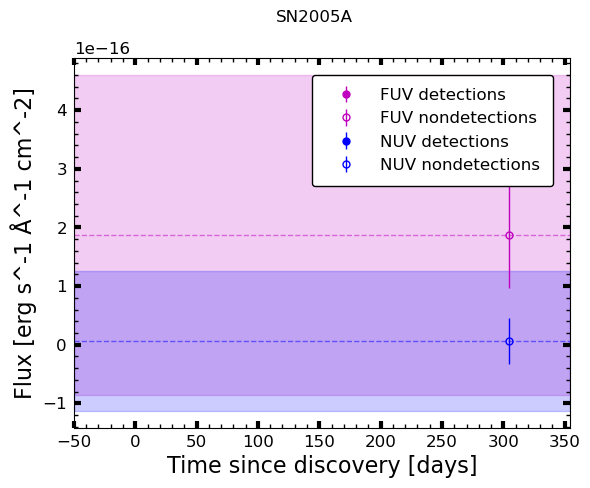 SN2005A
1e−16
4
3
2
1
0
−1
Flux [erg s^-1 Å^-1 cm^-2]
FUV detections
FUV nondetections
NUV detections
NUV nondetections
−50 0 50 100 150 200 250 300 350
Time since discovery [days]